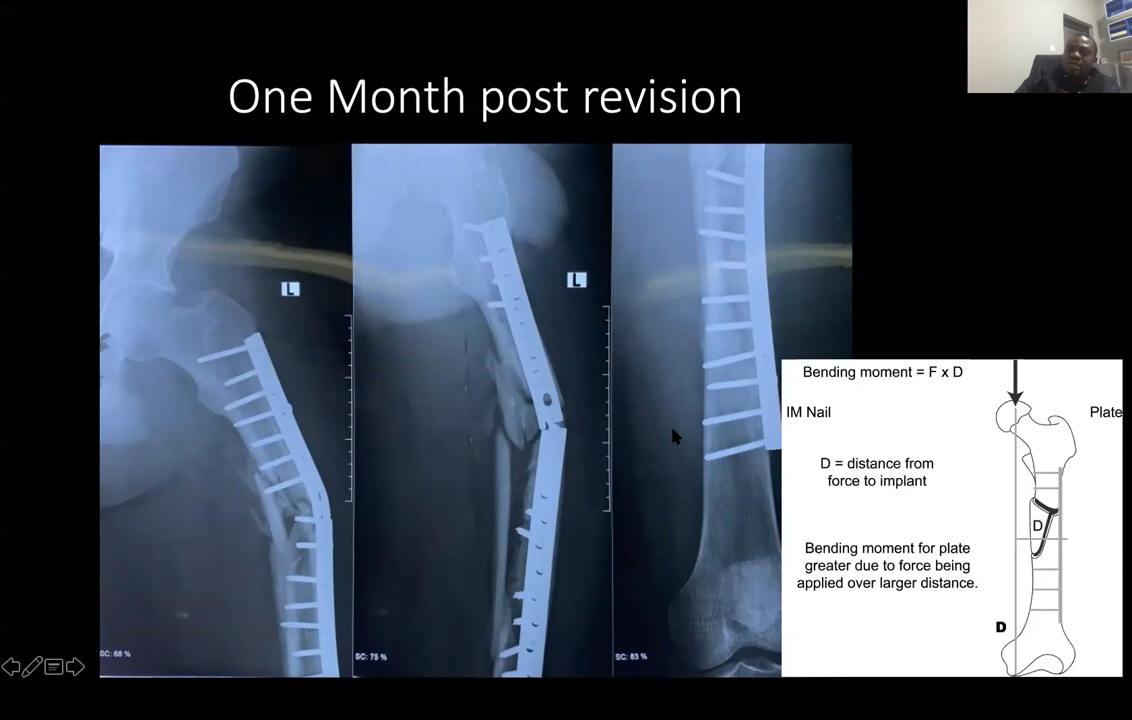 One Month post revision
L
L
SC: 68 %
SC: 75 %
SC: 83 %
Bending moment = F x D
IM Nail
Plate
D = distance from
force to implant
D
Bending moment for plate
greater due to force being
applied over larger distance.
D